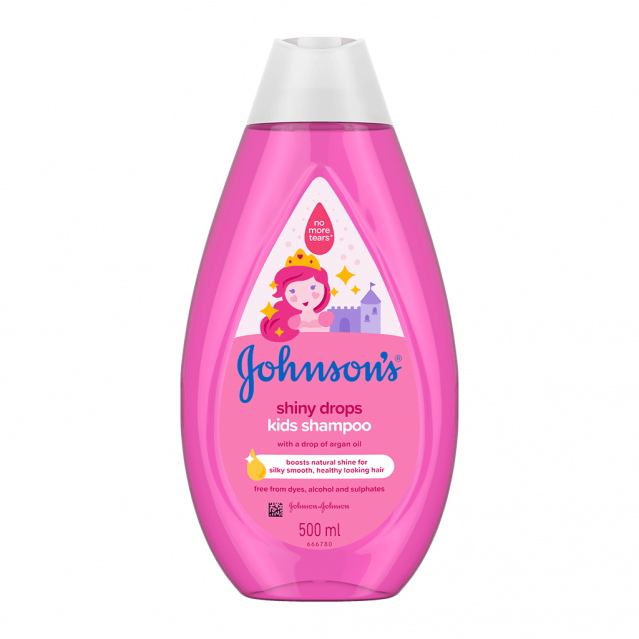 no
more
tears†
Johnson's®
shiny drops
kids shampoo
with a drop of argan oil
boosts natural shine for
silky smooth, healthy looking hair
free from dyes, alcohol and sulphates
Johnson & Johnson
500 ml
666780